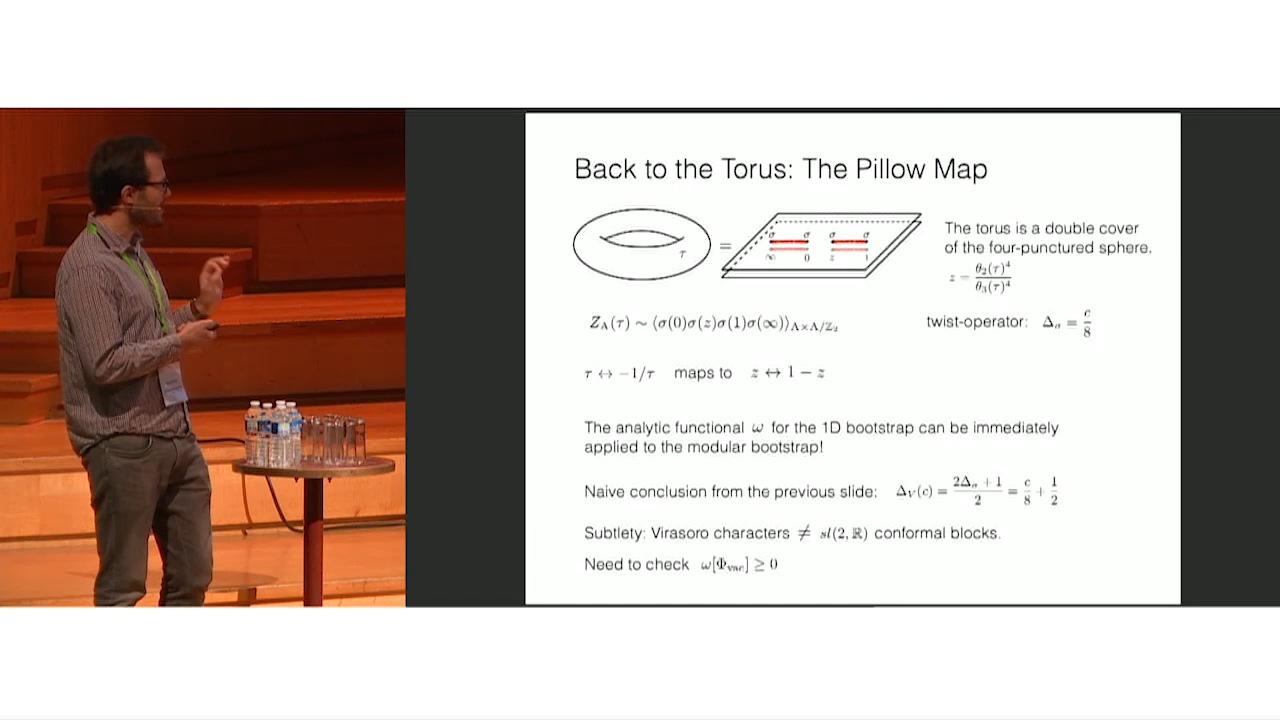 Back to the Torus: The Pillow Map
τ
=
σ σ σ σ
∞ 0 z 1
The torus is a double cover
of the four-punctured sphere.
z = θ₂(τ)⁴ / θ₃(τ)⁴
Z_Λ(τ) ∼ ⟨σ(0)σ(z)σ(1)σ(∞)⟩_Λ×Λ/ℤ₂
twist-operator: Δ_σ = c/8
τ ↔ −1/τ maps to z ↔ 1 − z
The analytic functional ω for the 1D bootstrap can be immediately
applied to the modular bootstrap!
Naive conclusion from the previous slide: Δ_V(c) = (2Δ_σ + 1)/2 = c/8 + 1/2
Subtlety: Virasoro characters ≠ sl(2, ℝ) conformal blocks.
Need to check ω[Φ_vac] ≥ 0